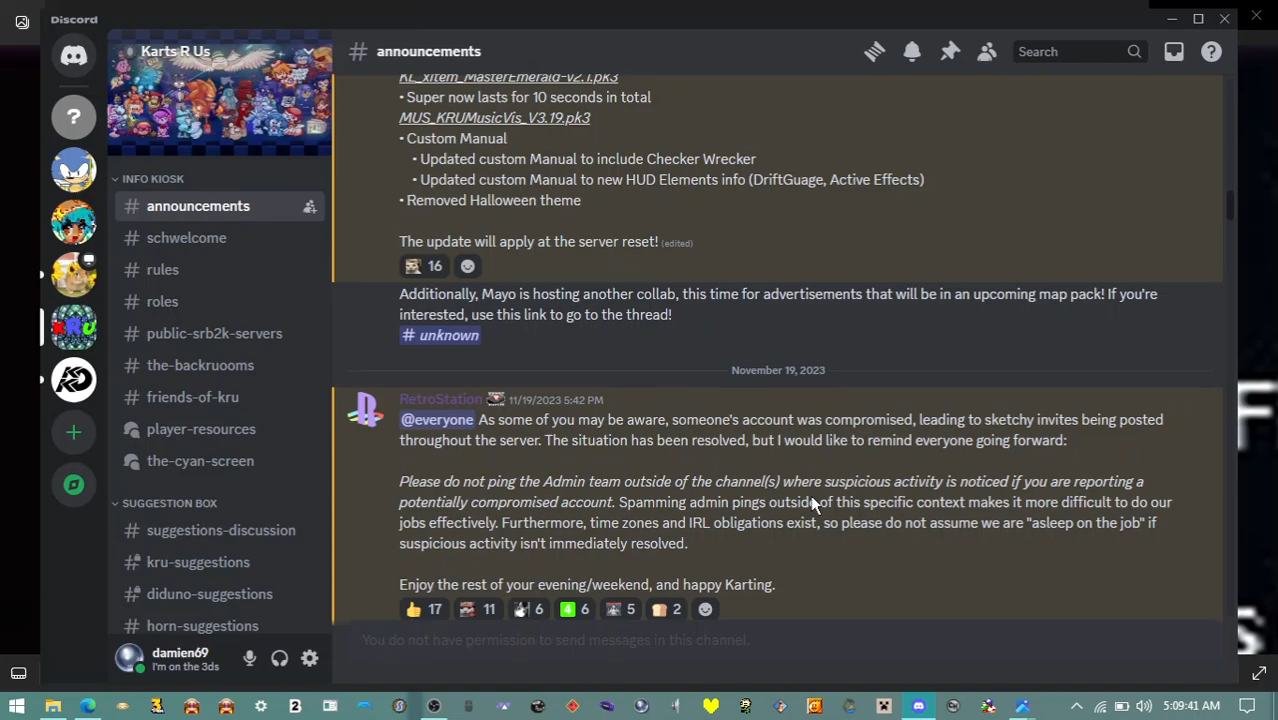 Discord
Karts R Us
announcements
Search
INFO KIOSK
announcements
schwelcome
rules
roles
public-srb2k-servers
the-backruooms
friends-of-kru
player-resources
the-cyan-screen
SUGGESTION BOX
suggestions-discussion
kru-suggestions
diduno-suggestions
horn-suggestions
damien69
I'm on the 3ds
KL_xItem_MasterEmerald-v2.1.pk3
• Super now lasts for 10 seconds in total
MUS_KRUMusicVis_V3.19.pk3
• Custom Manual
• Updated custom Manual to include Checker Wrecker
• Updated custom Manual to new HUD Elements info (DriftGuage, Active Effects)
• Removed Halloween theme
The update will apply at the server reset! (edited)
16
Additionally, Mayo is hosting another collab, this time for advertisements that will be in an upcoming map pack! If you're
interested, use this link to go to the thread!
# unknown
November 19, 2023
RetroStation 11/19/2023 5:42 PM
@everyone As some of you may be aware, someone's account was compromised, leading to sketchy invites being posted
throughout the server. The situation has been resolved, but I would like to remind everyone going forward:
Please do not ping the Admin team outside of the channel(s) where suspicious activity is noticed if you are reporting a
potentially compromised account. Spamming admin pings outside of this specific context makes it more difficult to do our
jobs effectively. Furthermore, time zones and IRL obligations exist, so please do not assume we are "asleep on the job" if
suspicious activity isn't immediately resolved.
Enjoy the rest of your evening/weekend, and happy Karting.
17 11 6 4 6 5 2
You do not have permission to send messages in this channel.
5:09:41 AM